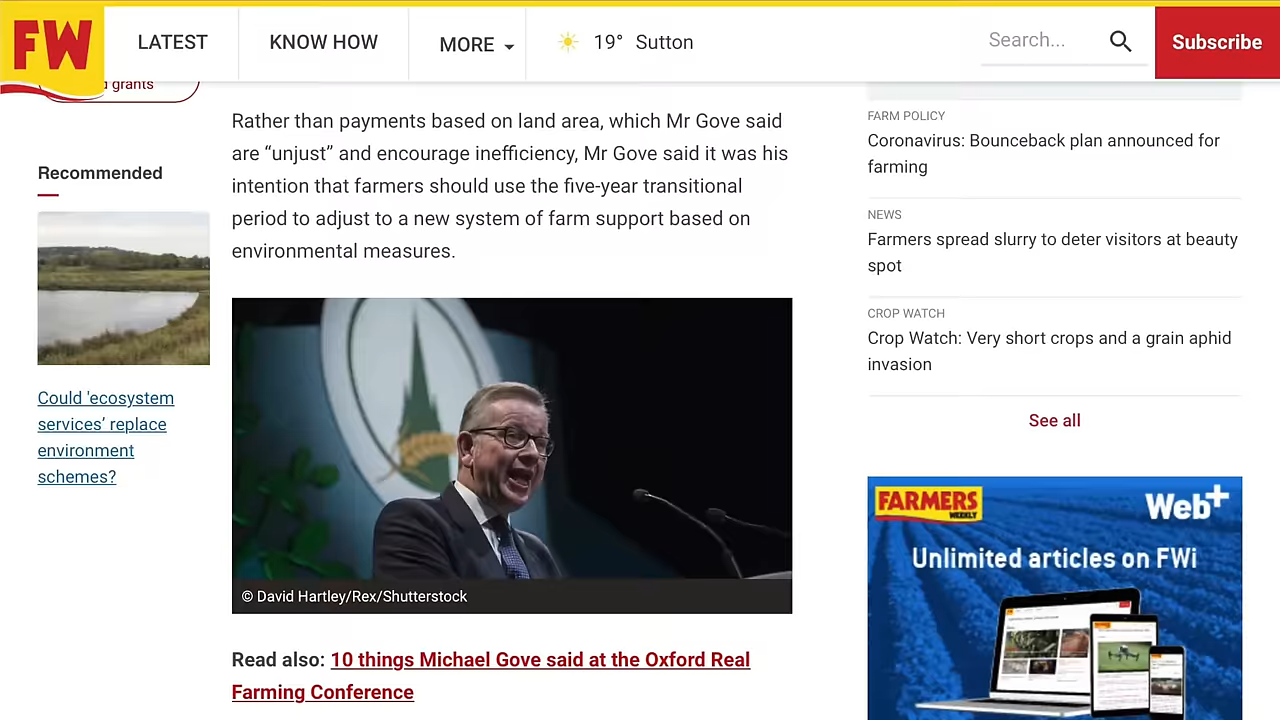 FW
LATEST
KNOW HOW
MORE
19° Sutton
Search...
Subscribe
grants
Recommended
Could 'ecosystem
services’ replace
environment
schemes?
Rather than payments based on land area, which Mr Gove said
are “unjust” and encourage inefficiency, Mr Gove said it was his
intention that farmers should use the five-year transitional
period to adjust to a new system of farm support based on
environmental measures.
© David Hartley/Rex/Shutterstock
Read also: 10 things Michael Gove said at the Oxford Real
Farming Conference
FARM POLICY
Coronavirus: Bounceback plan announced for
farming
NEWS
Farmers spread slurry to deter visitors at beauty
spot
CROP WATCH
Crop Watch: Very short crops and a grain aphid
invasion
See all
FARMERS
WEEKLY
Web+
Unlimited articles on FWi